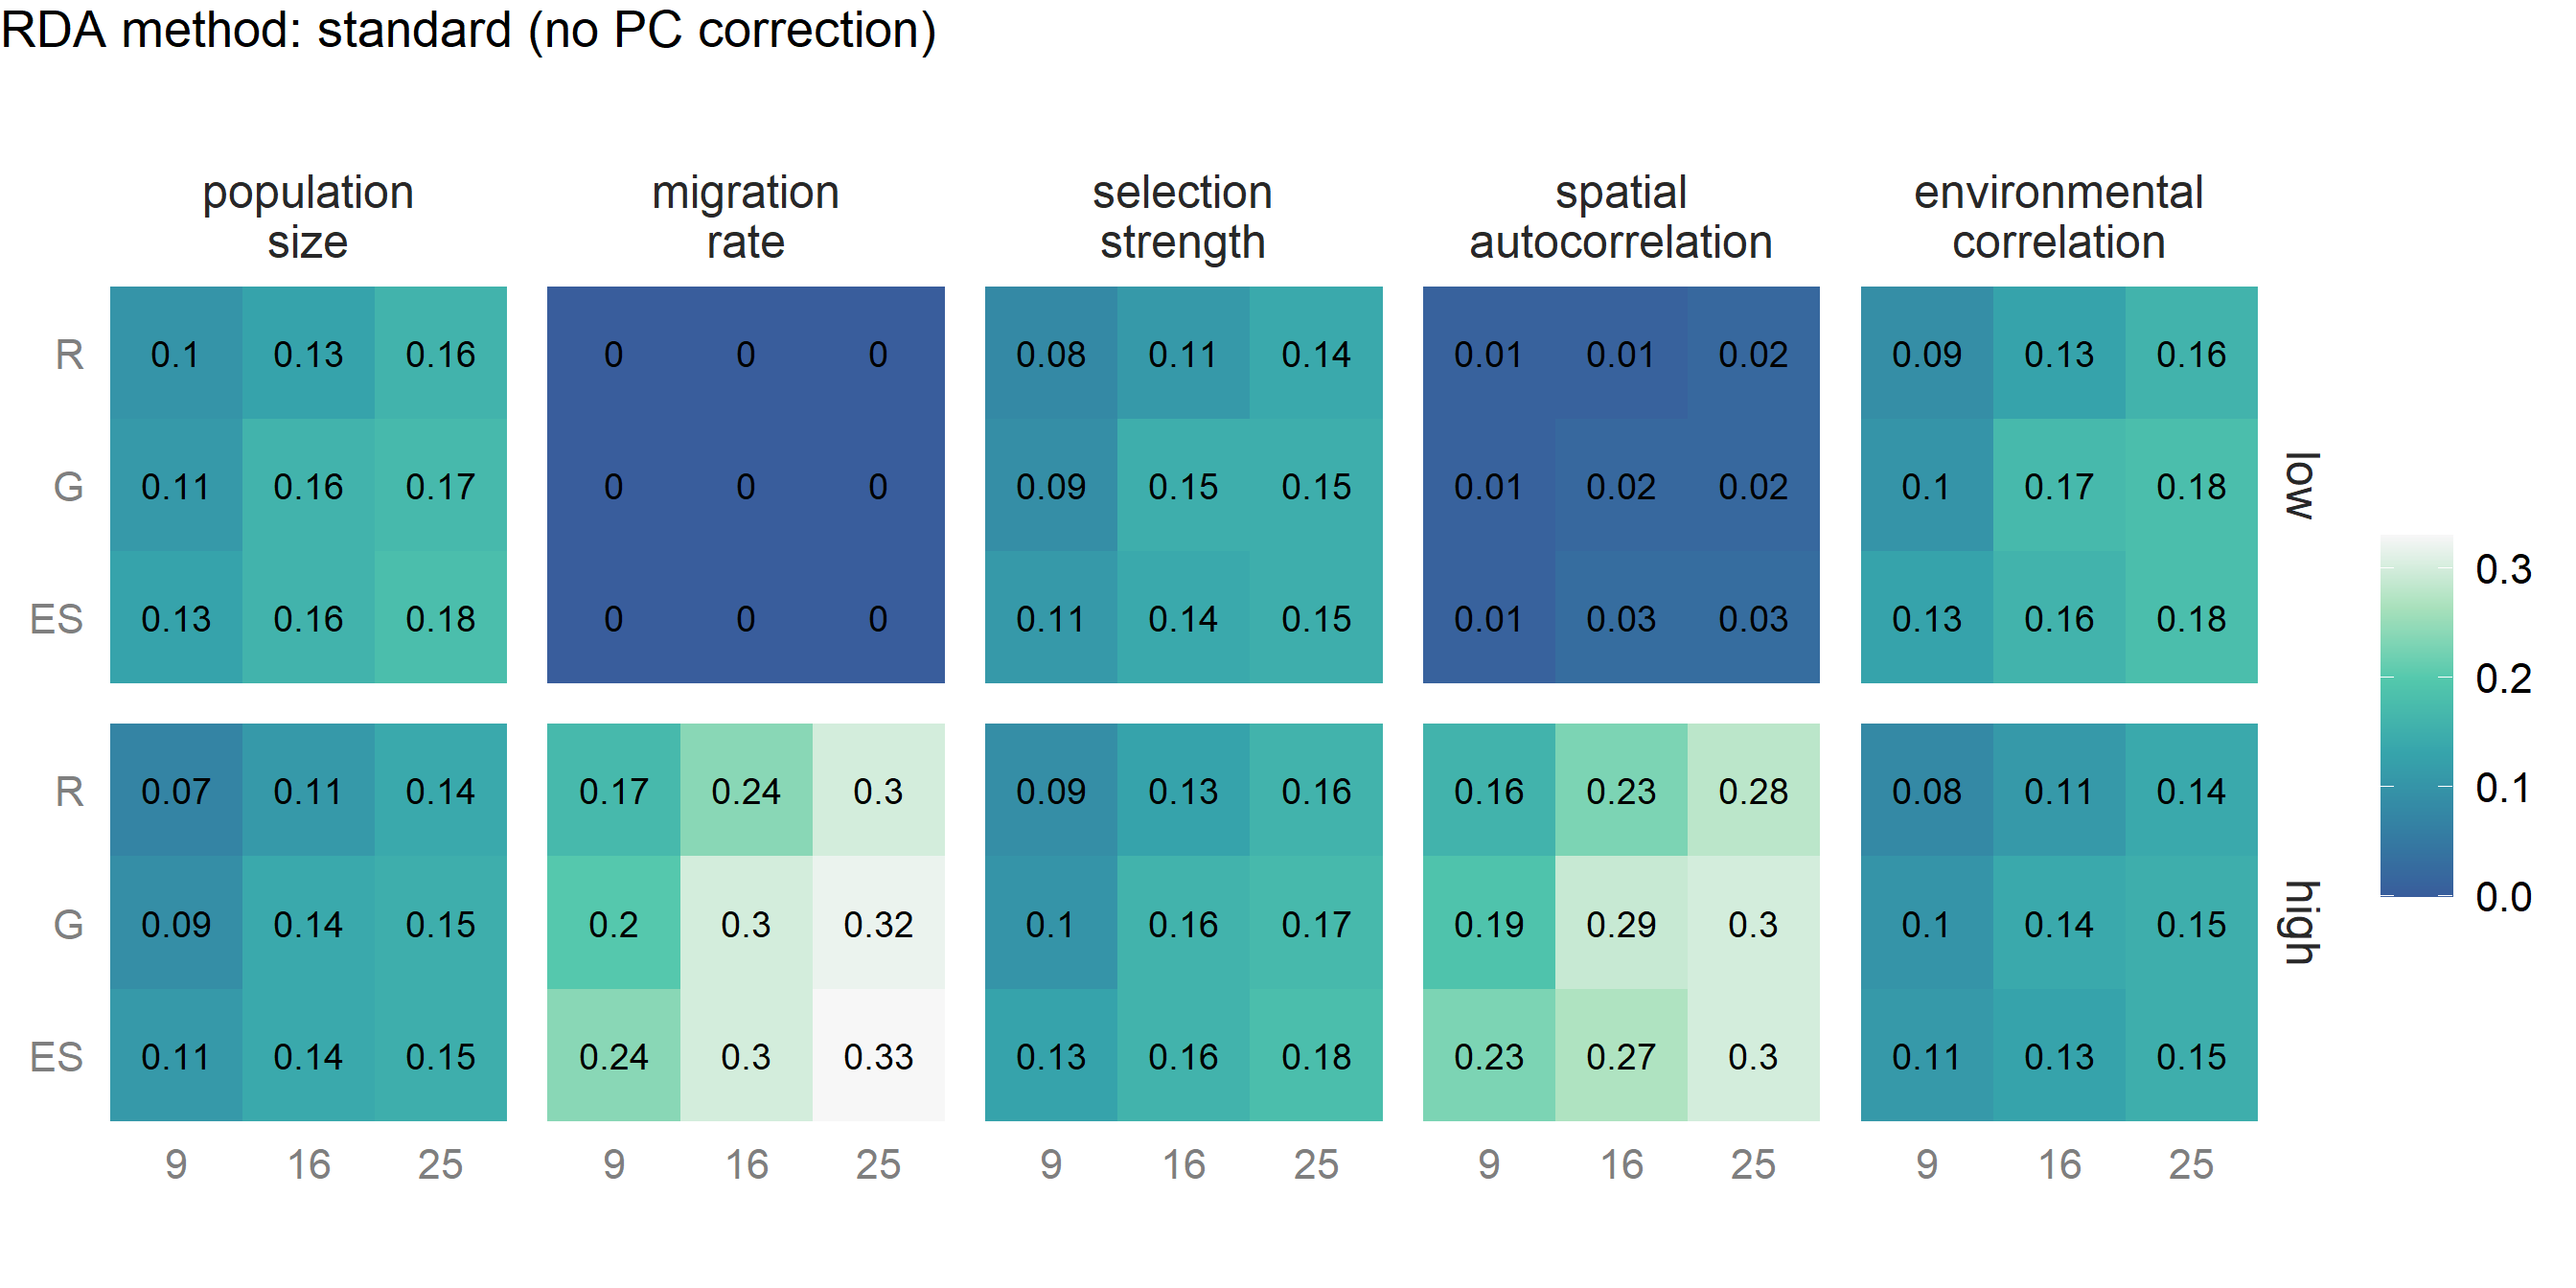 RDA method: standard (no PC correction)
population size
migration rate
selection strength
spatial autocorrelation
environmental correlation
R 0.1 0.13 0.16 0 0 0 0.08 0.11 0.14 0.01 0.01 0.02 0.09 0.13 0.16
G 0.11 0.16 0.17 0 0 0 0.09 0.15 0.15 0.01 0.02 0.02 0.1 0.17 0.18
ES 0.13 0.16 0.18 0 0 0 0.11 0.14 0.15 0.01 0.03 0.03 0.13 0.16 0.18
low
R 0.07 0.11 0.14 0.17 0.24 0.3 0.09 0.13 0.16 0.16 0.23 0.28 0.08 0.11 0.14
G 0.09 0.14 0.15 0.2 0.3 0.32 0.1 0.16 0.17 0.19 0.29 0.3 0.1 0.14 0.15
ES 0.11 0.14 0.15 0.24 0.3 0.33 0.13 0.16 0.18 0.23 0.27 0.3 0.11 0.13 0.15
high
9 16 25 9 16 25 9 16 25 9 16 25 9 16 25
0.3
0.2
0.1
0.0